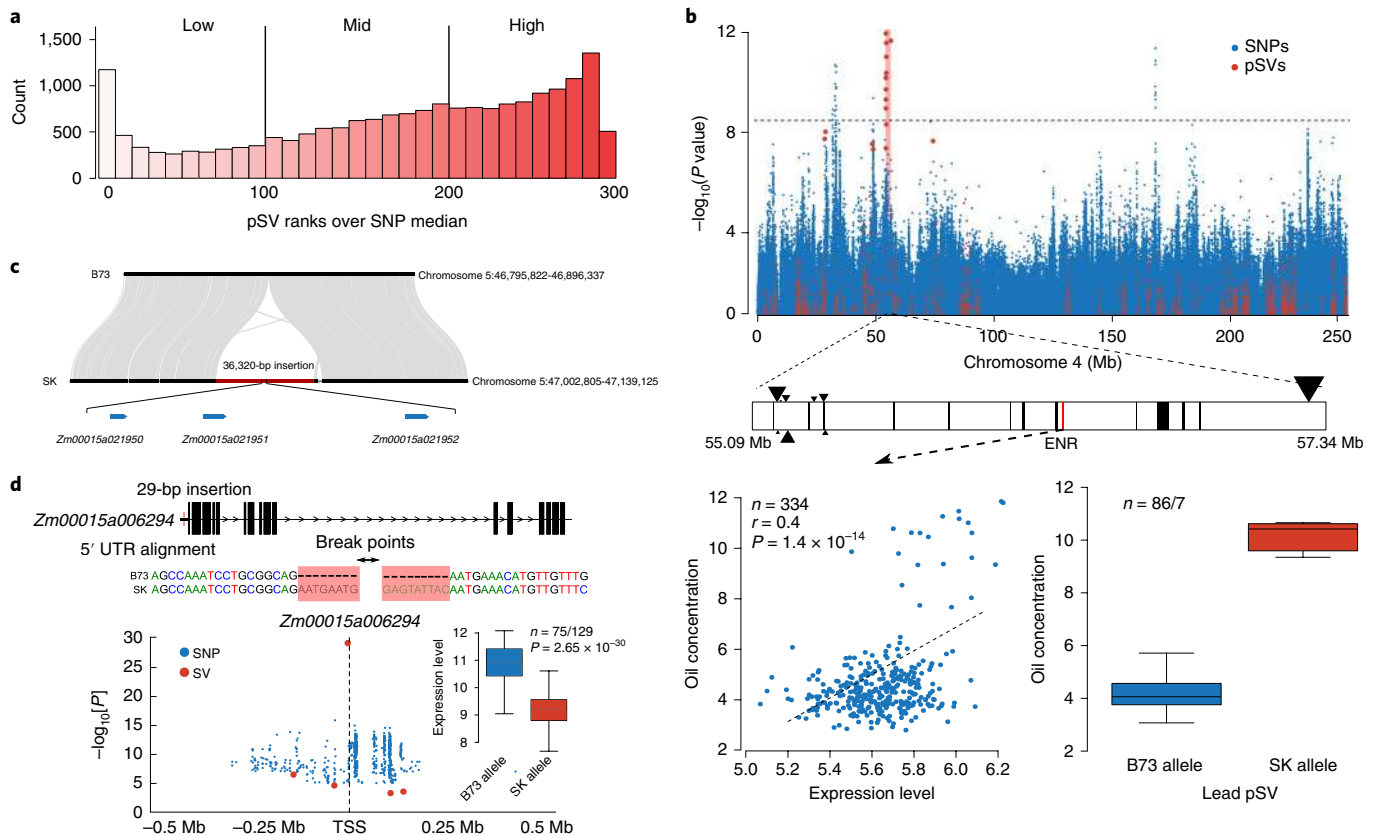 a
Low
Mid
High
1,500
1,000
500
0
Count
0
100
200
300
pSV ranks over SNP median
b
12
8
4
0
–log10(P value)
SNPs
pSVs
0
50
100
150
200
250
Chromosome 4 (Mb)
55.09 Mb
ENR
57.34 Mb
n = 334
r = 0.4
P = 1.4 × 10–14
12
10
8
6
4
2
Oil concentration
5.0
5.4
5.6
5.8
6.0
6.2
Expression level
n = 86/7
12
10
8
6
4
2
Oil concentration
B73 allele
SK allele
Lead pSV
c
B73
Chromosome 5:46,795,822-46,896,337
36,320-bp insertion
SK
Chromosome 5:47,002,805-47,139,125
Zm00015a021950
Zm00015a021951
Zm00015a021952
d
29-bp insertion
Zm00015a006294
5′ UTR alignment
Break points
B73 AGCCAAATCCTGCGGCAG--------- ----------AATGAAACATGTTGTTTG
SK AGCCAAATCCTGCGGCAGAATGAATG GAGTATTACAATGAAACATGTTGTTTC
Zm00015a006294
30
25
20
15
10
5
0
–log10[P]
SNP
SV
–0.5 Mb
–0.25 Mb
TSS
0.25 Mb
0.5 Mb
12
11
10
9
8
Expression level
n = 75/129
P = 2.65 × 10–30
B73 allele
SK allele